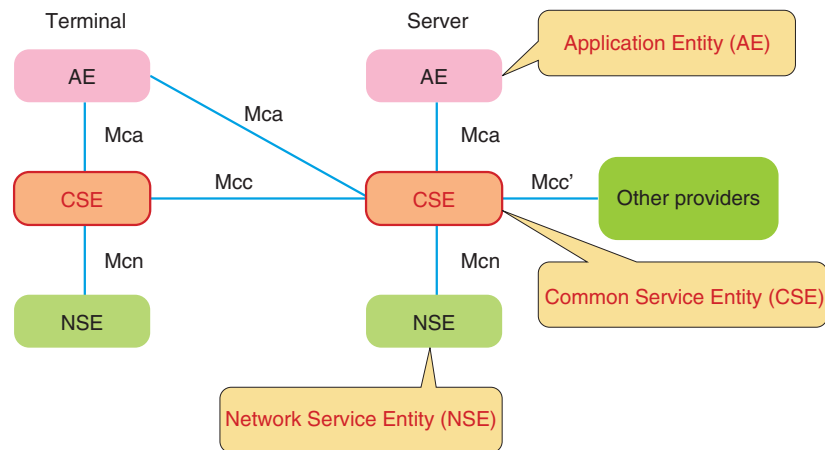 Terminal
Server
AE
AE
Application Entity (AE)
Mca
Mca
Mca
CSE
Mcc
CSE
Mcc'
Other providers
Mcn
Mcn
Common Service Entity (CSE)
NSE
NSE
Network Service Entity (NSE)